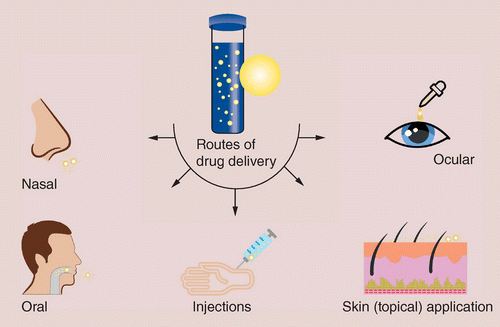 Routes of
drug delivery
Nasal
Ocular
Oral
Injections
Skin (topical) application